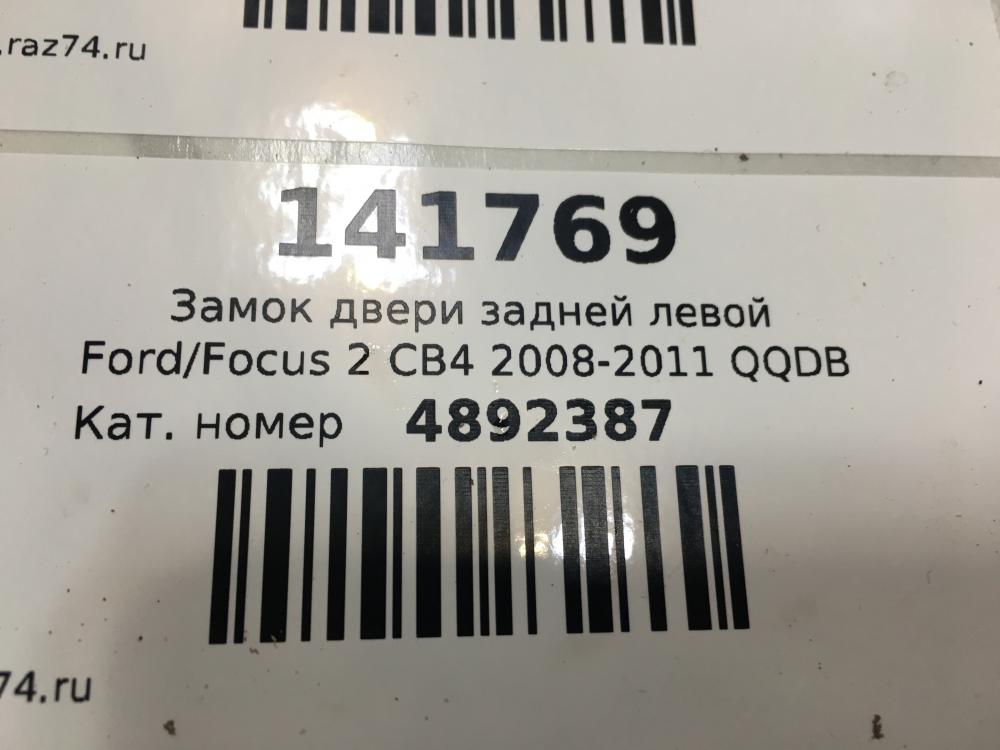 .raz74.ru
141769
Замок двери задней левой
Ford/Focus 2 CB4 2008-2011 QQDB
Кат. номер 4892387
74.ru